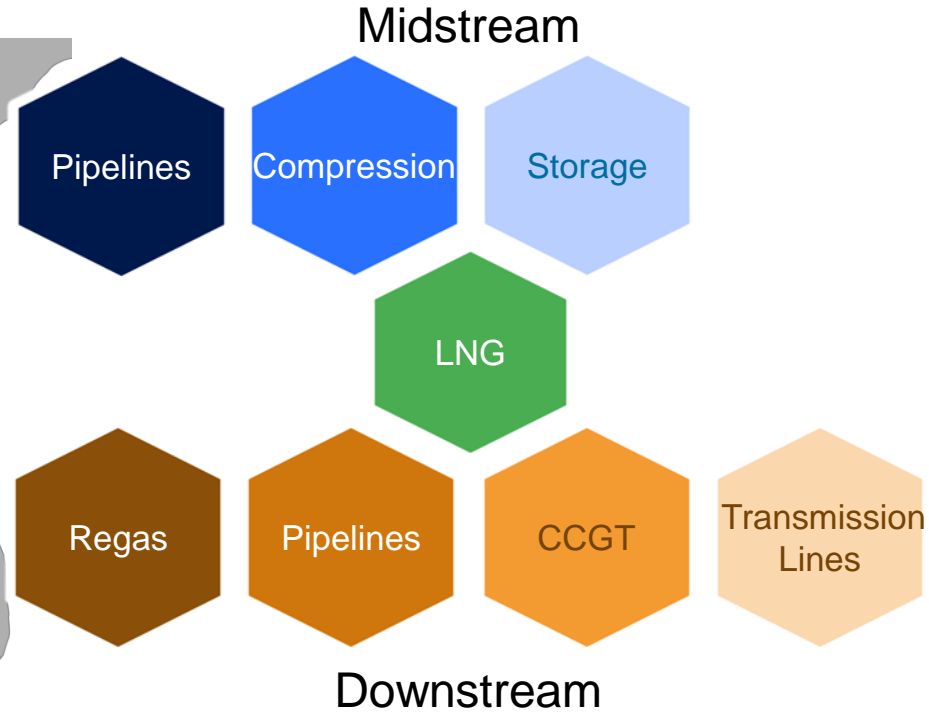 Midstream
Pipelines
Compression
Storage
LNG
Regas
Pipelines
CCGT
Transmission
Lines
Downstream